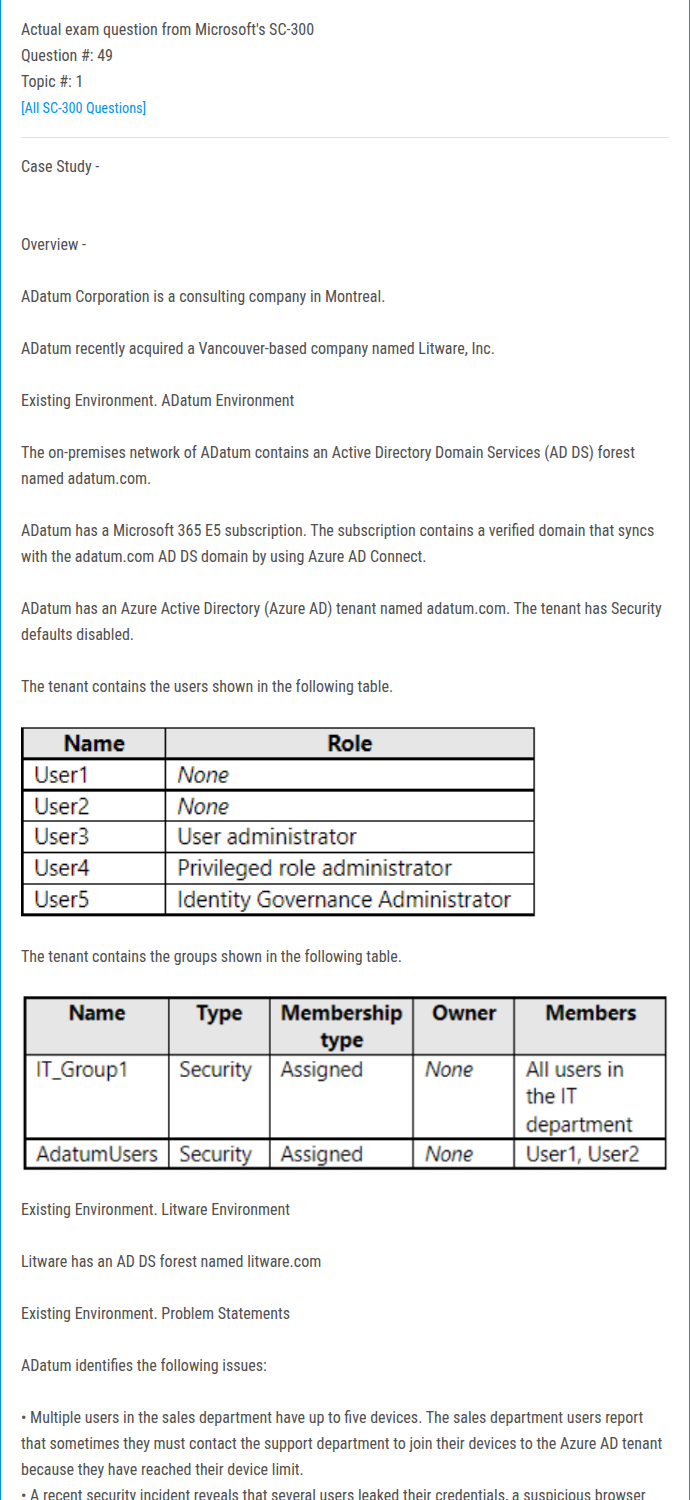 Actual exam question from Microsoft's SC-300
Question #: 49
Topic #: 1
[All SC-300 Questions]
Case Study -
Overview -
ADatum Corporation is a consulting company in Montreal.
ADatum recently acquired a Vancouver-based company named Litware, Inc.
Existing Environment. ADatum Environment
The on-premises network of ADatum contains an Active Directory Domain Services (AD DS) forest
named adatum.com.
ADatum has a Microsoft 365 E5 subscription. The subscription contains a verified domain that syncs
with the adatum.com AD DS domain by using Azure AD Connect.
ADatum has an Azure Active Directory (Azure AD) tenant named adatum.com. The tenant has Security
defaults disabled.
The tenant contains the users shown in the following table.
Name Role
User1 None
User2 None
User3 User administrator
User4 Privileged role administrator
User5 Identity Governance Administrator
The tenant contains the groups shown in the following table.
Name Type Membership type Owner Members
IT_Group1 Security Assigned None All users in
the IT
department
AdatumUsers Security Assigned None User1, User2
Existing Environment. Litware Environment
Litware has an AD DS forest named litware.com
Existing Environment. Problem Statements
ADatum identifies the following issues:
• Multiple users in the sales department have up to five devices. The sales department users report
that sometimes they must contact the support department to join their devices to the Azure AD tenant
because they have reached their device limit.
• A recent security incident reveals that several users leaked their credentials, a suspicious browser